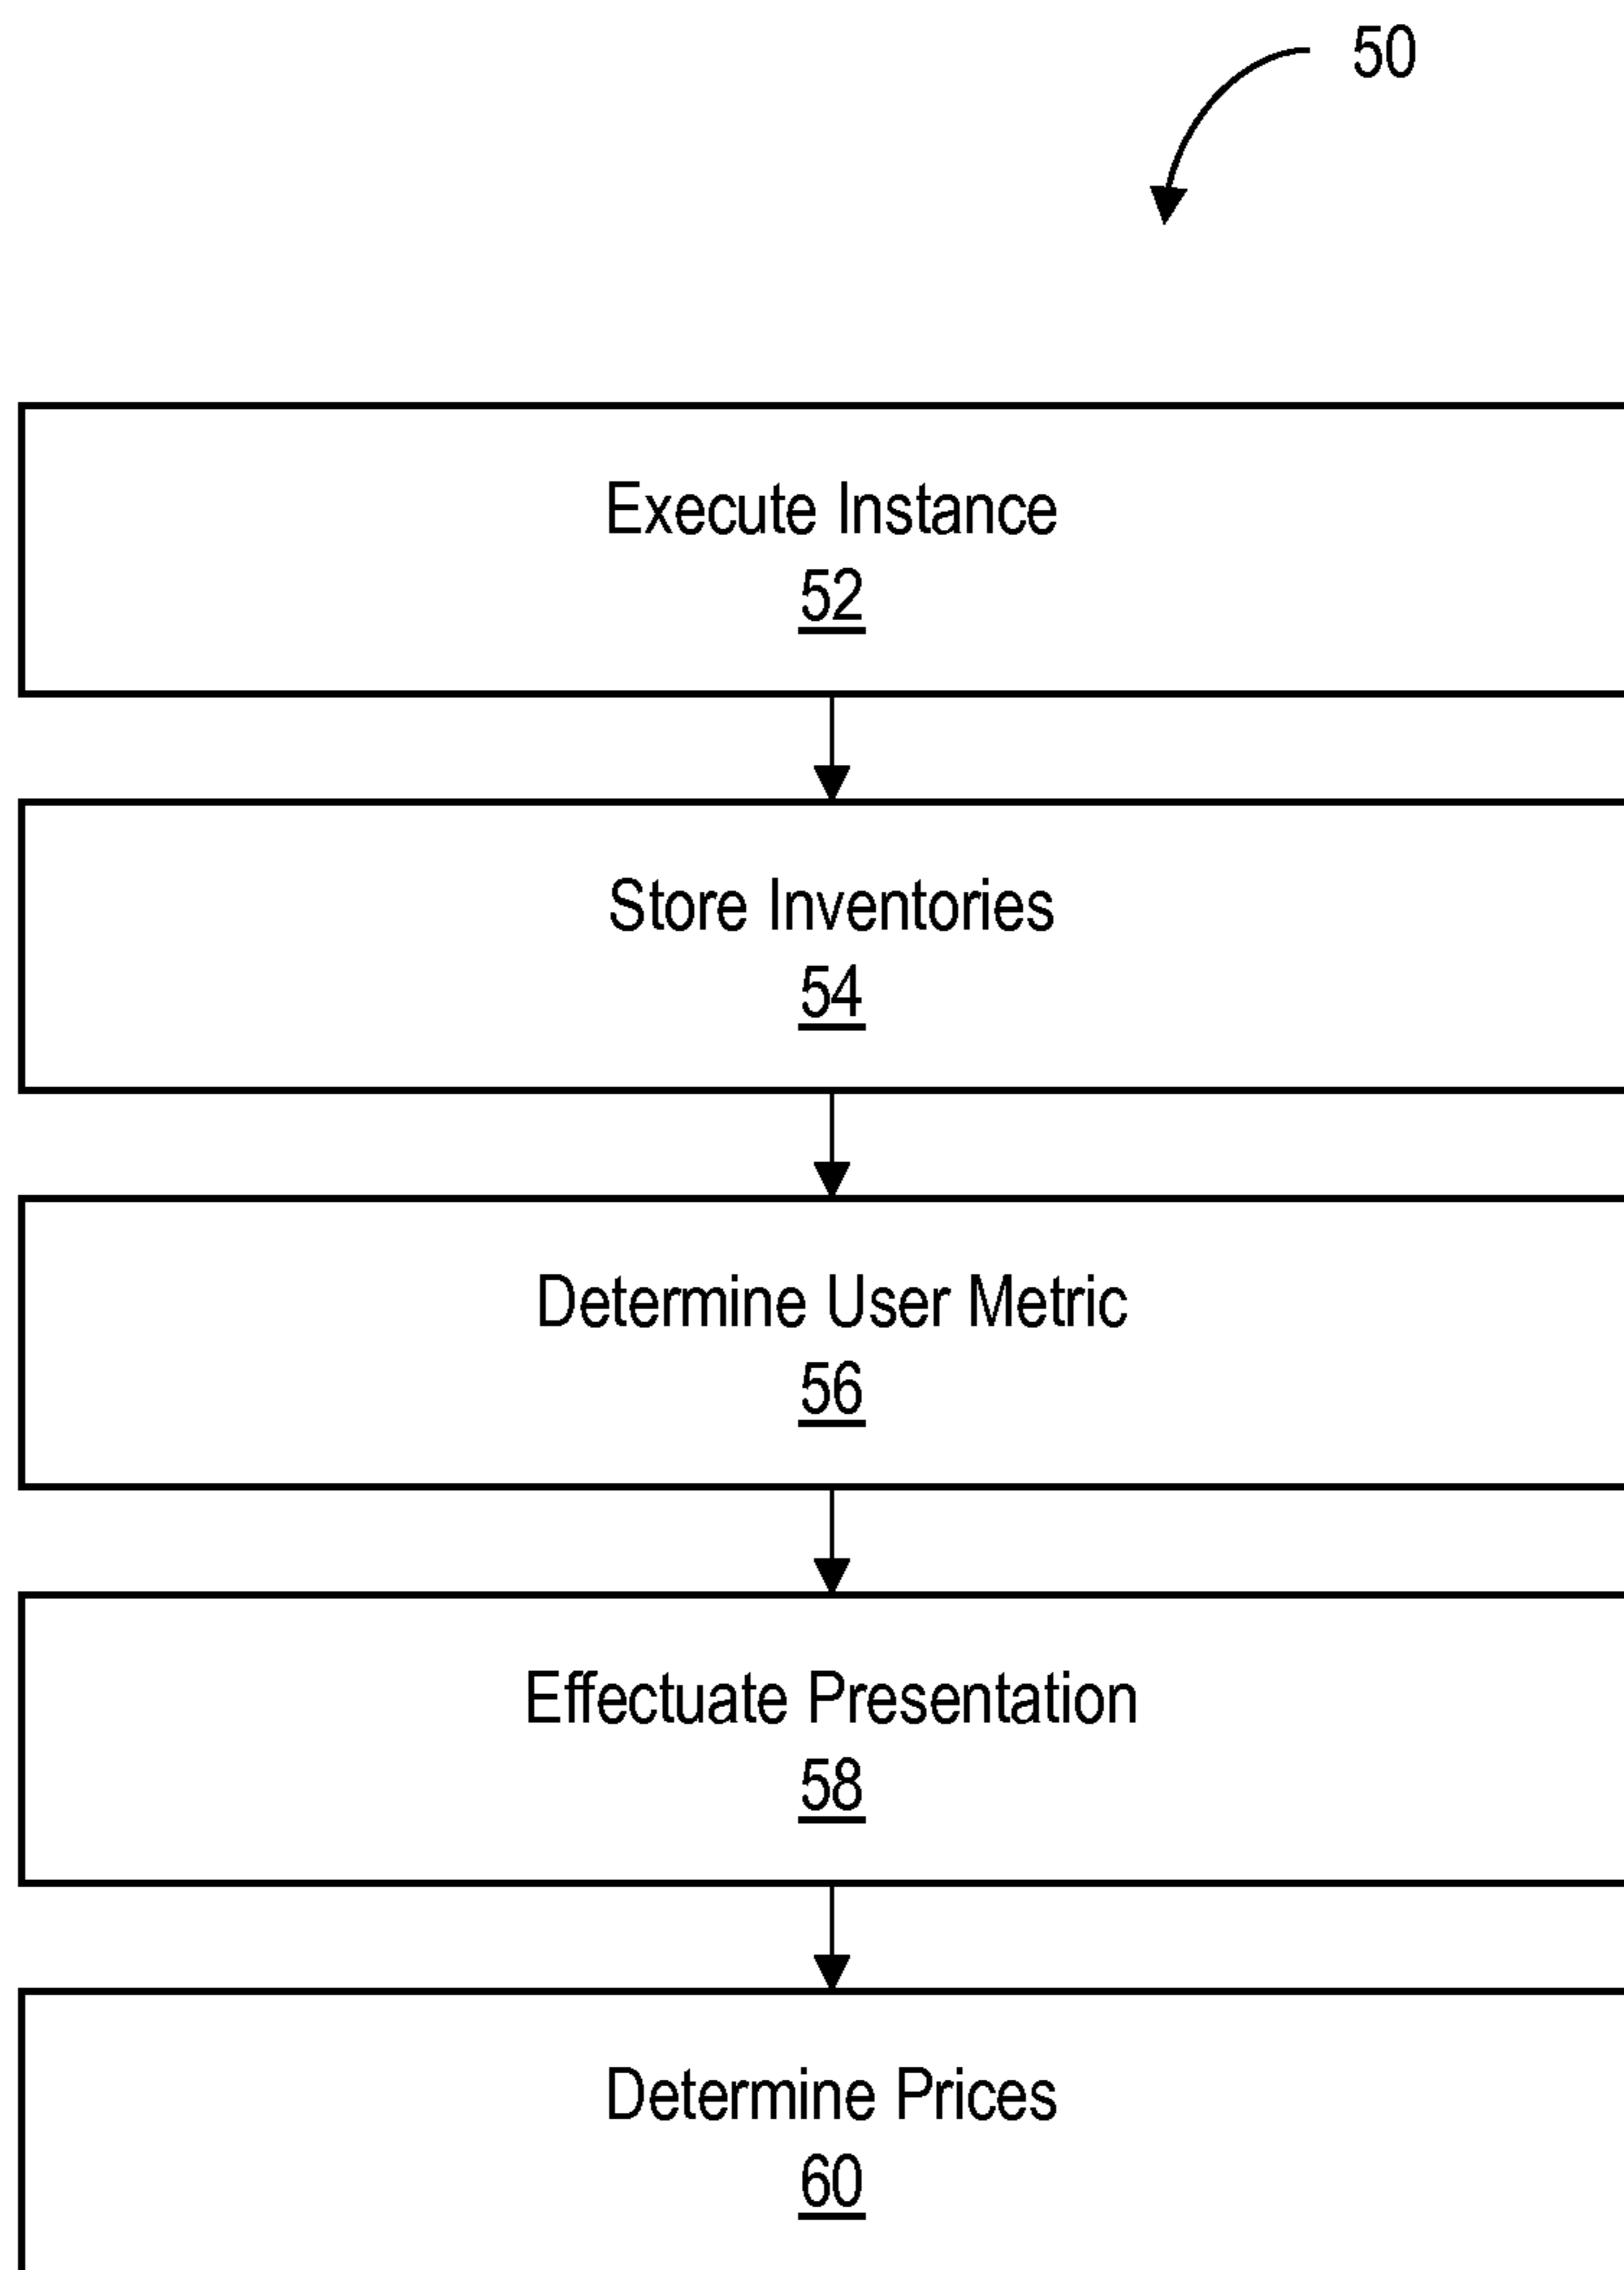 50
Execute Instance
52
Store Inventories
54
Determine User Metric
56
Effectuate Presentation
58
Determine Prices
60